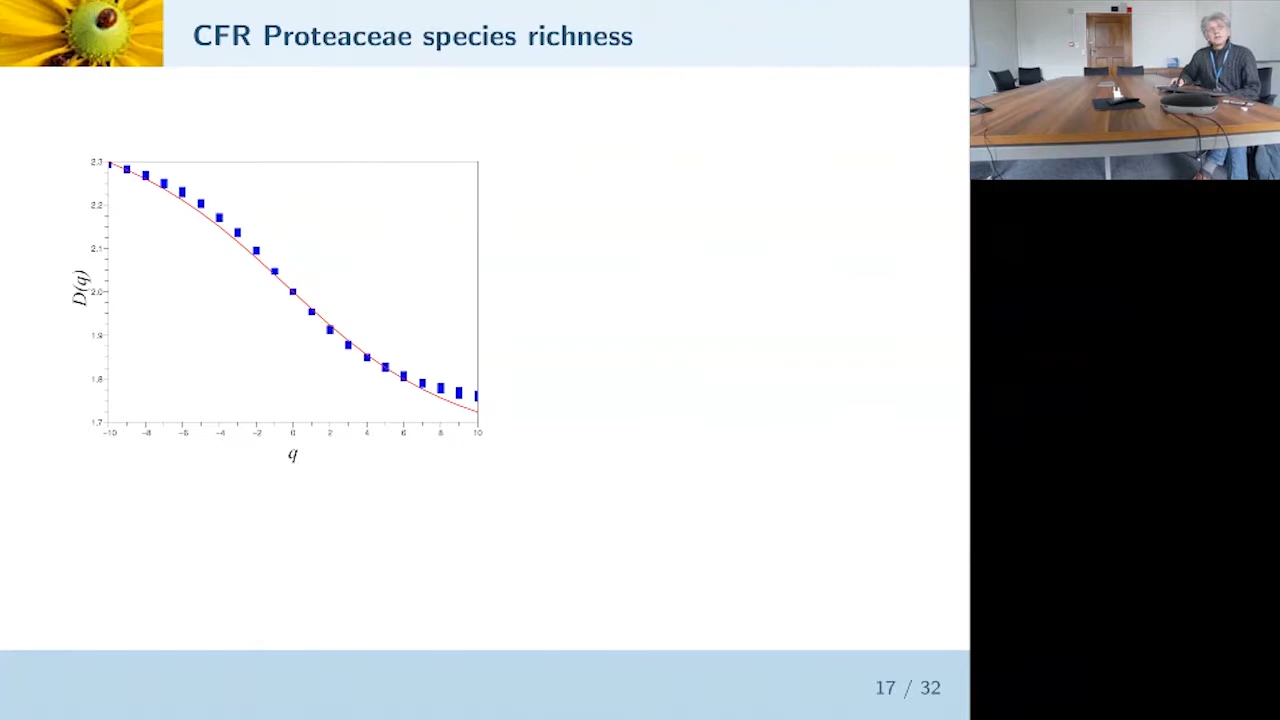 CFR Proteaceae species richness
2.3
2.2
2.1
2.0
1.9
1.8
1.7
D(q)
-10 -8 -6 -4 -2 0 2 4 6 8 10
q
17 / 32